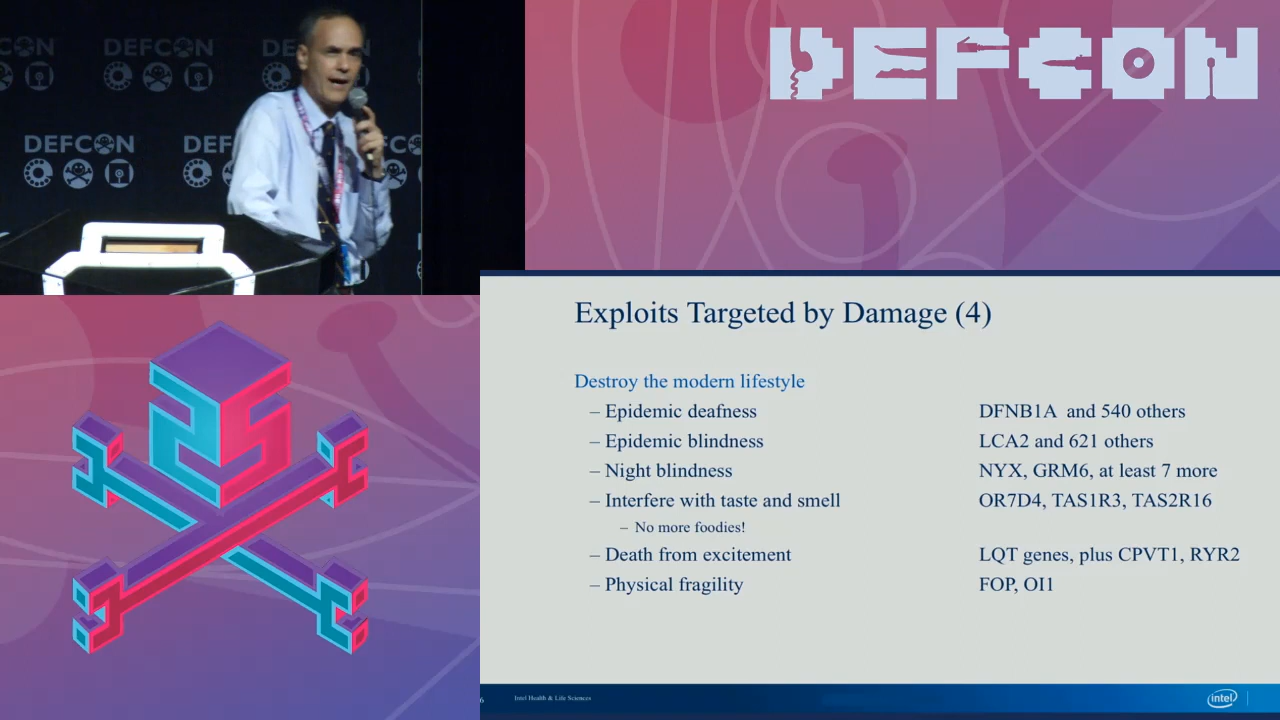 DEFCON
DEFCON
DEFCON
Exploits Targeted by Damage (4)
Destroy the modern lifestyle
– Epidemic deafness DFNB1A and 540 others
– Epidemic blindness LCA2 and 621 others
– Night blindness NYX, GRM6, at least 7 more
– Interfere with taste and smell OR7D4, TAS1R3, TAS2R16
– No more foodies!
– Death from excitement LQT genes, plus CPVT1, RYR2
– Physical fragility FOP, OI1
6 Intel Health & Life Sciences intel